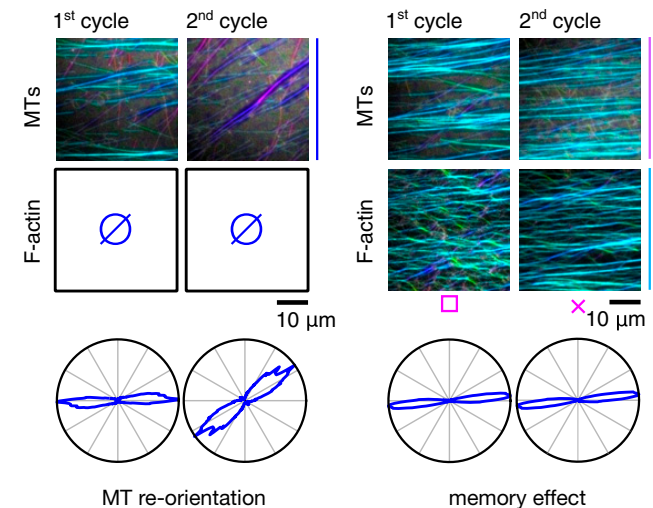 1st cycle 2nd cycle 1st cycle 2nd cycle
MTs MTs
F-actin F-actin
10 μm 10 μm
MT re-orientation memory effect